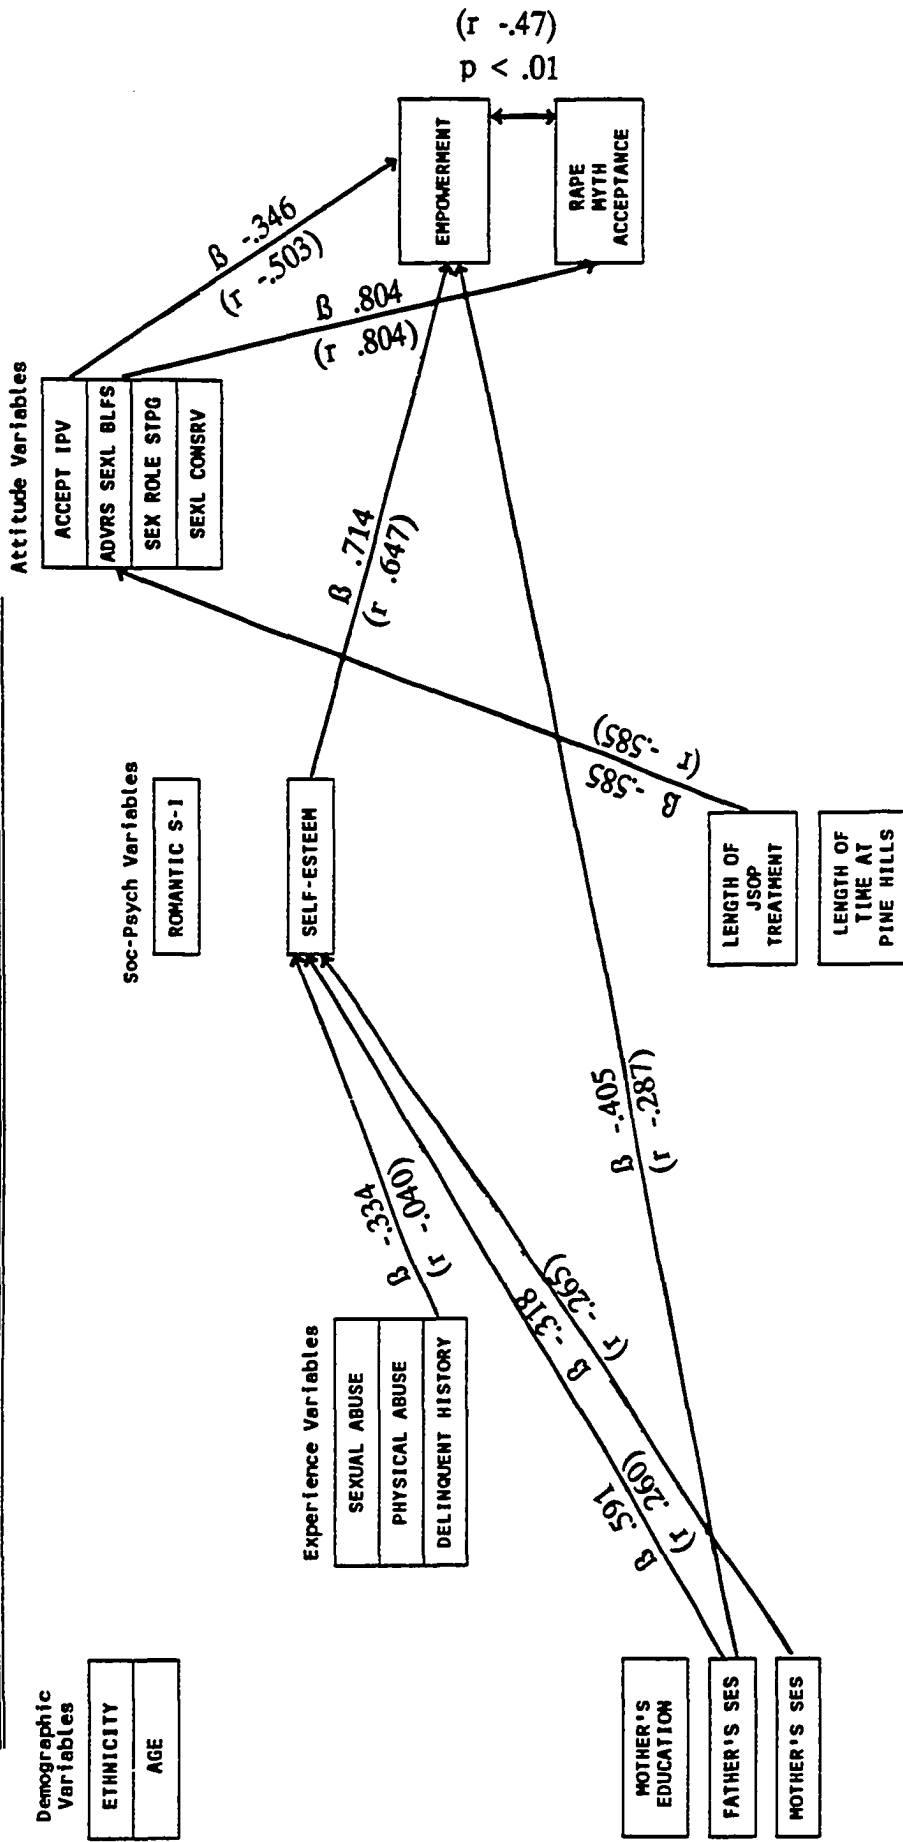 Demographic
Variables
ETHNICITY
AGE
MOTHER'S
EDUCATION
FATHER'S SES
MOTHER'S SES
Experience Variables
SEXUAL ABUSE
PHYSICAL ABUSE
DELINQUENT HISTORY
ß -.334
(r -.040)
ß .591
(r .260)
ß -.318
(r -.265)
ß -.405
(r -.287)
Soc-Psych Variables
ROMANTIC S-I
SELF-ESTEEM
LENGTH OF
JSOP
TREATMENT
LENGTH OF
TIME AT
PINE HILLS
ß -.585
(r -.585)
ß .714
(r .647)
Attitude Variables
ACCEPT IPV
ADVRS SEXL BLFS
SEX ROLE STPG
SEXL CONSRV
ß -.346
(r -.503)
ß .804
(r .804)
EMPOWERMENT
RAPE
MYTH
ACCEPTANCE
(r -.47)
p < .01